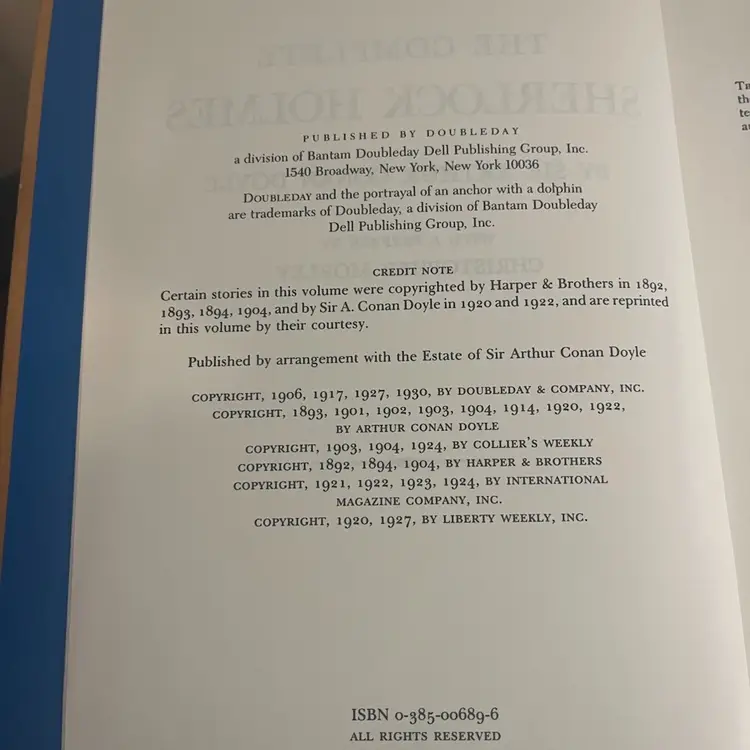 THE COMPLETE
SHERLOCK HOLMES
PUBLISHED BY DOUBLEDAY
a division of Bantam Doubleday Dell Publishing Group, Inc.
1540 Broadway, New York, New York 10036
DOUBLEDAY and the portrayal of an anchor with a dolphin
are trademarks of Doubleday, a division of Bantam Doubleday
Dell Publishing Group, Inc.
CREDIT NOTE
Certain stories in this volume were copyrighted by Harper & Brothers in 1892,
1893, 1894, 1904, and by Sir A. Conan Doyle in 1920 and 1922, and are reprinted
in this volume by their courtesy.
Published by arrangement with the Estate of Sir Arthur Conan Doyle
COPYRIGHT, 1906, 1917, 1927, 1930, BY DOUBLEDAY & COMPANY, INC.
COPYRIGHT, 1893, 1901, 1902, 1903, 1904, 1914, 1920, 1922,
BY ARTHUR CONAN DOYLE
COPYRIGHT, 1903, 1904, 1924, BY COLLIER'S WEEKLY
COPYRIGHT, 1892, 1894, 1904, BY HARPER & BROTHERS
COPYRIGHT, 1921, 1922, 1923, 1924, BY INTERNATIONAL
MAGAZINE COMPANY, INC.
COPYRIGHT, 1920, 1927, BY LIBERTY WEEKLY, INC.
ISBN 0-385-00689-6
ALL RIGHTS RESERVED